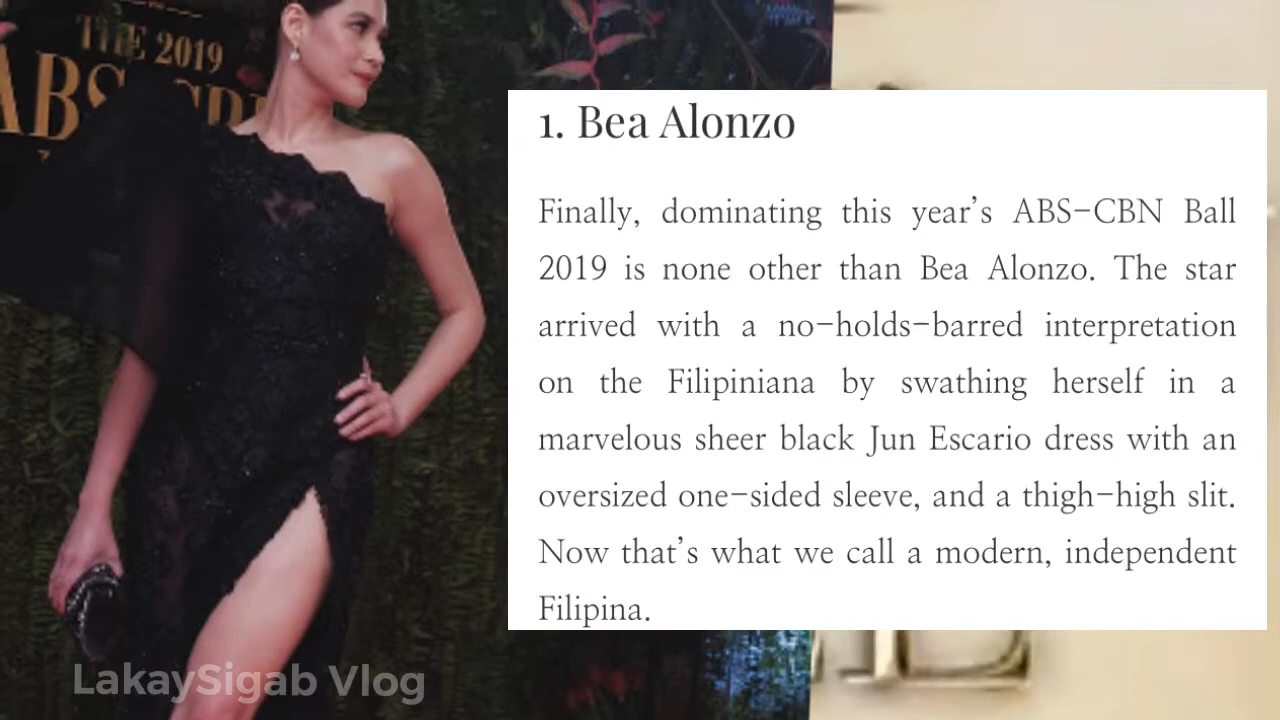 THE 2019
ABS-CBN
1. Bea Alonzo
Finally, dominating this year’s ABS-CBN Ball
2019 is none other than Bea Alonzo. The star
arrived with a no-holds-barred interpretation
on the Filipiniana by swathing herself in a
marvelous sheer black Jun Escario dress with an
oversized one-sided sleeve, and a thigh-high slit.
Now that’s what we call a modern, independent
Filipina.
LakaySigab Vlog